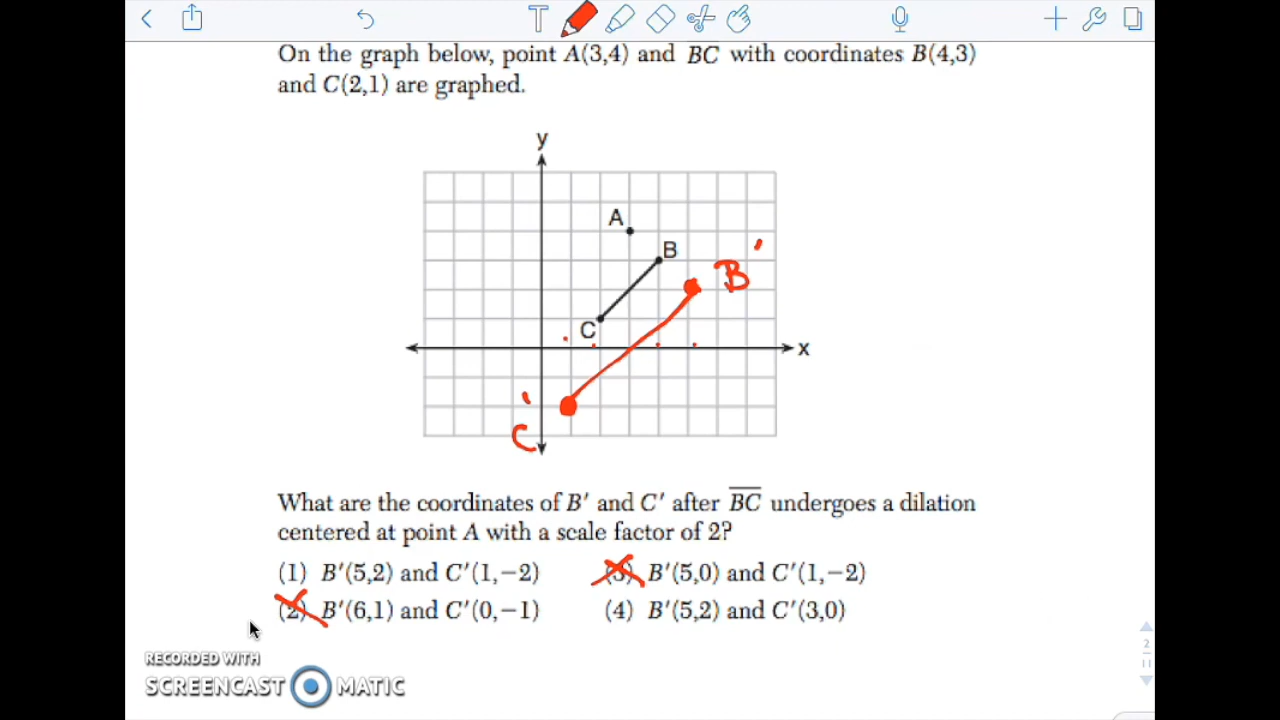 On the graph below, point A(3,4) and BC with coordinates B(4,3)
and C(2,1) are graphed.
y
A
B
B'
C
x
C'
What are the coordinates of B′ and C′ after B̅C̅ undergoes a dilation
centered at point A with a scale factor of 2?
(1) B′(5,2) and C′(1,−2)
(3) B′(5,0) and C′(1,−2)
(2) B′(6,1) and C′(0,−1)
(4) B′(5,2) and C′(3,0)
2
11
RECORDED WITH
SCREENCAST O MATIC